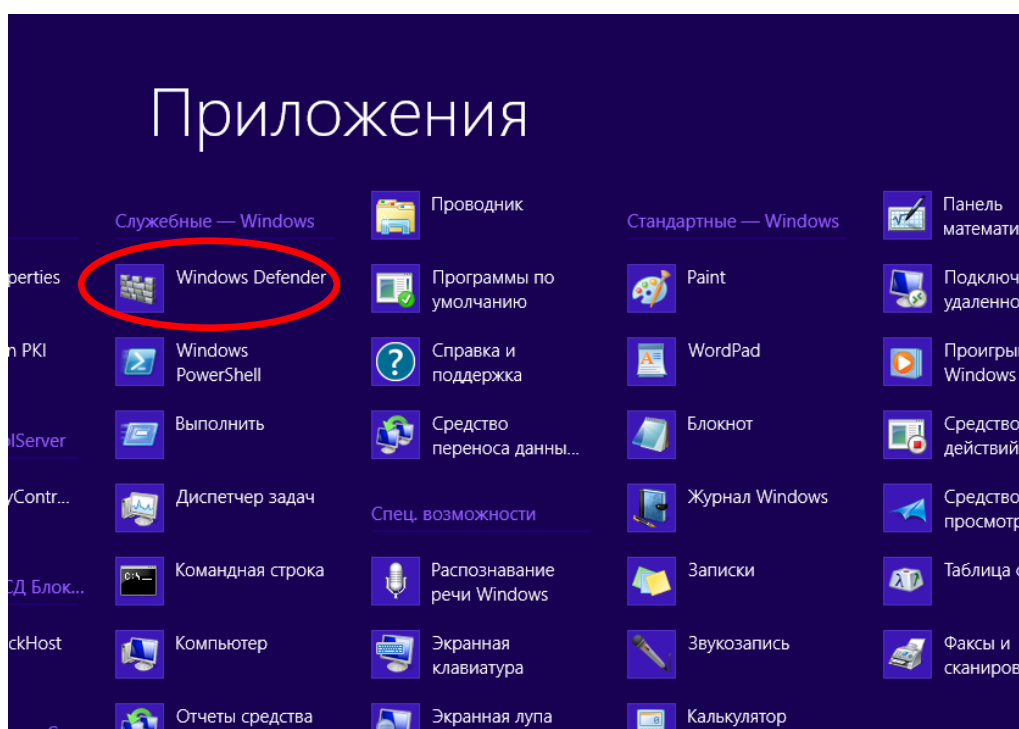 Приложения
perties
n PKI
olServer
yContr...
СД Блок...
ckHost
Служебные — Windows
Windows Defender
Windows
PowerShell
Выполнить
Диспетчер задач
C:\
Командная строка
Компьютер
Отчеты средства
Проводник
Программы по
умолчанию
Справка и
поддержка
Средство
переноса данны...
Спец. возможности
Распознавание
речи Windows
Экранная
клавиатура
Экранная лупа
Стандартные — Windows
Paint
WordPad
Блокнот
Журнал Windows
Записки
Звукозапись
Калькулятор
Панель
математи
Подключ
удаленно
Проигры
Windows
Средство
действий
Средство
просмотр
Таблица
Факсы и
сканиров